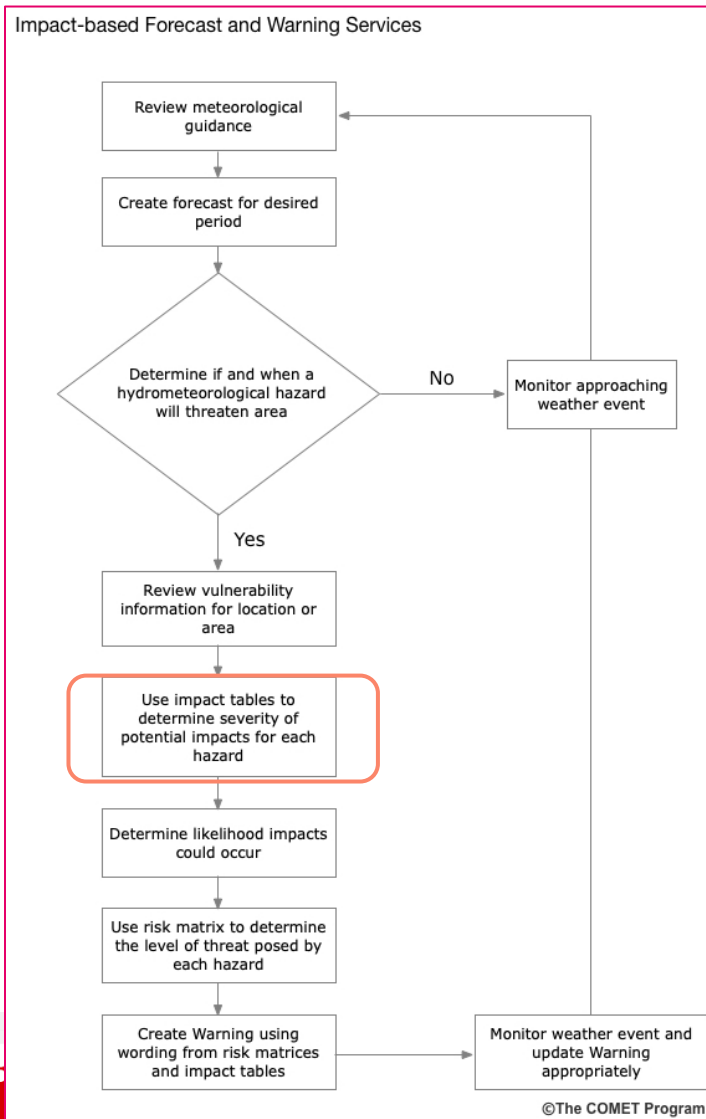 Impact-based Forecast and Warning Services
Review meteorological
guidance
Create forecast for desired
period
Determine if and when a
hydrometeorological hazard
will threaten area
No
Monitor approaching
weather event
Yes
Review vulnerability
information for location or
area
Use impact tables to
determine severity of
potential impacts for each
hazard
Determine likelihood impacts
could occur
Use risk matrix to determine
the level of threat posed by
each hazard
Create Warning using
wording from risk matrices
and impact tables
Monitor weather event and
update Warning
appropriately
©The COMET Program